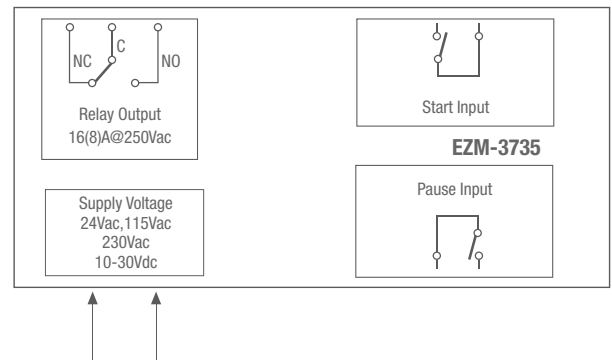 NC
C
NO
Relay Output
16(8)A@250Vac
Start Input
EZM-3735
Supply Voltage
24Vac,115Vac
230Vac
10-30Vdc
Pause Input